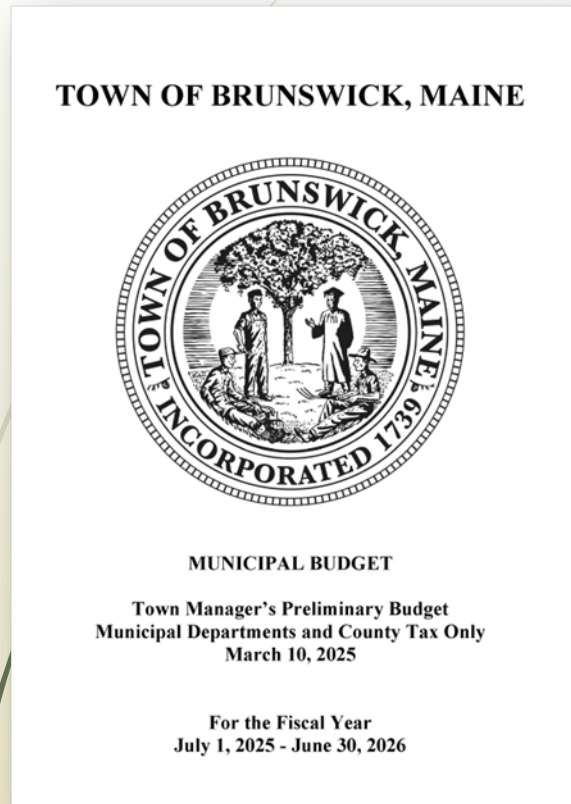 TOWN OF BRUNSWICK, MAINE
TOWN OF BRUNSWICK, MAINE
INCORPORATED 1739
MUNICIPAL BUDGET
Town Manager's Preliminary Budget
Municipal Departments and County Tax Only
March 10, 2025
For the Fiscal Year
July 1, 2025 - June 30, 2026